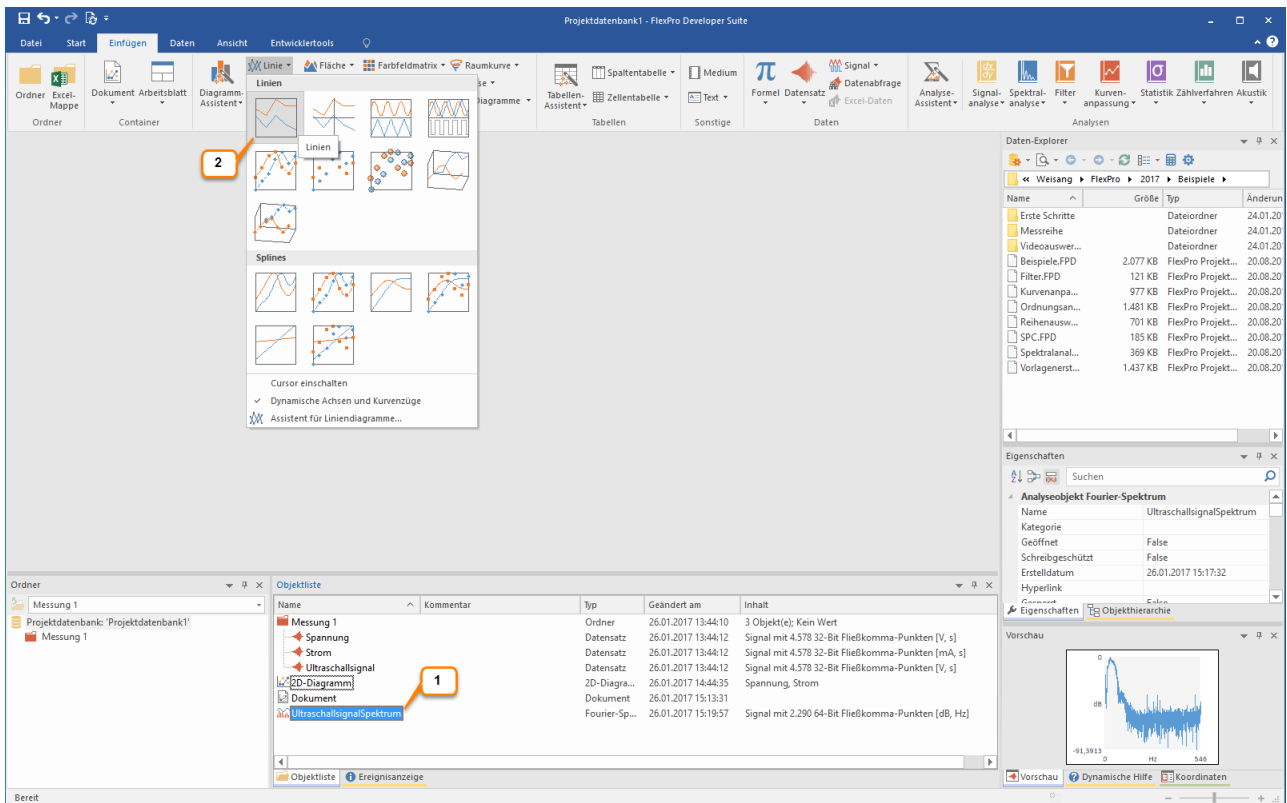 Projektdatenbank1 - FlexPro Developer Suite
Datei Start Einfügen Daten Ansicht Entwicklertools
Linie Fläche Farbfeldmatrix Raumkurve
Ordner Excel-Mappe
Dokument Arbeitsblatt
Diagramm-Assistent
se
Diagramme
Tabellen-Assistent
Spaltentabelle
Zellentabelle
Medium
Text
Formel Datensatz
Signal
Datenabfrage
Excel-Daten
Analyse-Assistent
Signal-analyse
Spektral-analyse
Filter
Kurven-anpassung
Statistik Zählverfahren Akustik
Ordner Container Tabellen Sonstige Daten Analysen
Linien
Linien
2
Splines
Cursor einschalten
Dynamische Achsen und Kurvenzüge
Assistent für Liniendiagramme...
Daten-Explorer
« Weisang FlexPro 2017 Beispiele
Name Größe Typ Änderun
Erste Schritte Dateiordner 24.01.20
Messreihe Dateiordner 24.01.20
Videoauswer... Dateiordner 24.01.20
Beispiele.FPD 2.077 KB FlexPro Projekt... 20.08.20
Filter.FPD 121 KB FlexPro Projekt... 20.08.20
Kurvenanpa... 977 KB FlexPro Projekt... 20.08.20
Ordnungsan... 1.481 KB FlexPro Projekt... 20.08.20
Reihenausw... 701 KB FlexPro Projekt... 20.08.20
SPC.FPD 185 KB FlexPro Projekt... 20.08.20
Spektralanal... 369 KB FlexPro Projekt... 20.08.20
Vorlagenerst... 1.437 KB FlexPro Projekt... 20.08.20
Eigenschaften
Suchen
Analyseobjekt Fourier-Spektrum
Name UltraschallsignalSpektrum
Kategorie
Geöffnet False
Schreibgeschützt False
Erstelldatum 26.01.2017 15:17:32
Hyperlink
Gesperrt False
Eigenschaften Objekthierarchie
Ordner
Messung 1
Projektdatenbank: 'Projektdatenbank1'
Messung 1
Objektliste
Name Kommentar Typ Geändert am Inhalt
Messung 1 Ordner 26.01.2017 13:44:10 3 Objekt(e); Kein Wert
Spannung Datensatz 26.01.2017 13:44:12 Signal mit 4.578 32-Bit Fließkomma-Punkten [V, s]
Strom Datensatz 26.01.2017 13:44:12 Signal mit 4.578 32-Bit Fließkomma-Punkten [mA, s]
Ultraschallsignal Datensatz 26.01.2017 13:44:12 Signal mit 4.578 32-Bit Fließkomma-Punkten [V, s]
2D-Diagramm 2D-Diagra... 26.01.2017 14:44:35 Spannung, Strom
Dokument Dokument 26.01.2017 15:13:31
UltraschallsignalSpektrum Fourier-Sp... 26.01.2017 15:19:57 Signal mit 2.290 64-Bit Fließkomma-Punkten [dB, Hz]
1
Objektliste Ereignisanzeige
Vorschau
0
dB
-91,3913
0 Hz 546
Vorschau Dynamische Hilfe Koordinaten
Bereit